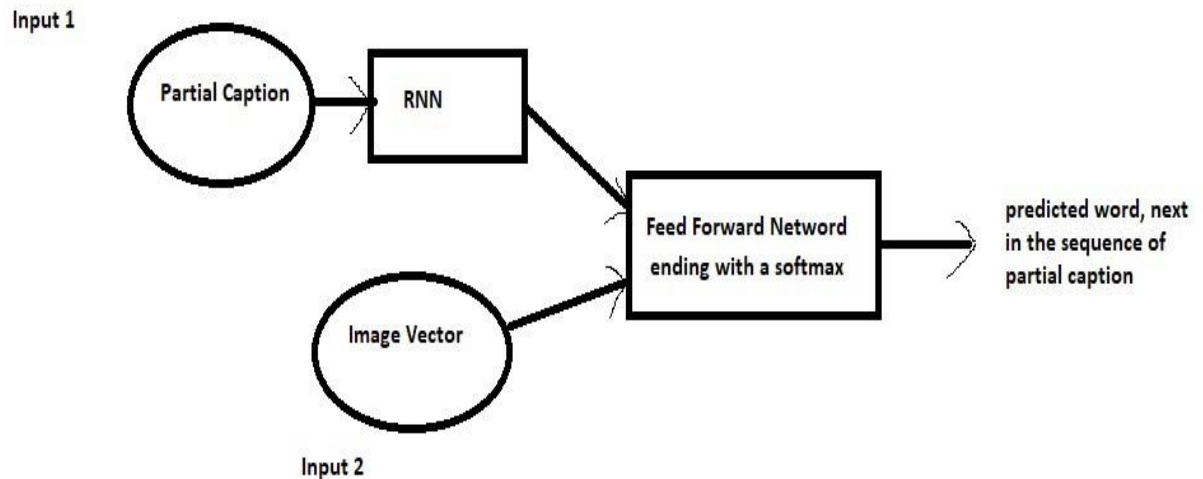 Input 1
Partial Caption
RNN
Feed Forward Netword
ending with a softmax
predicted word, next
in the sequence of
partial caption
Image Vector
Input 2